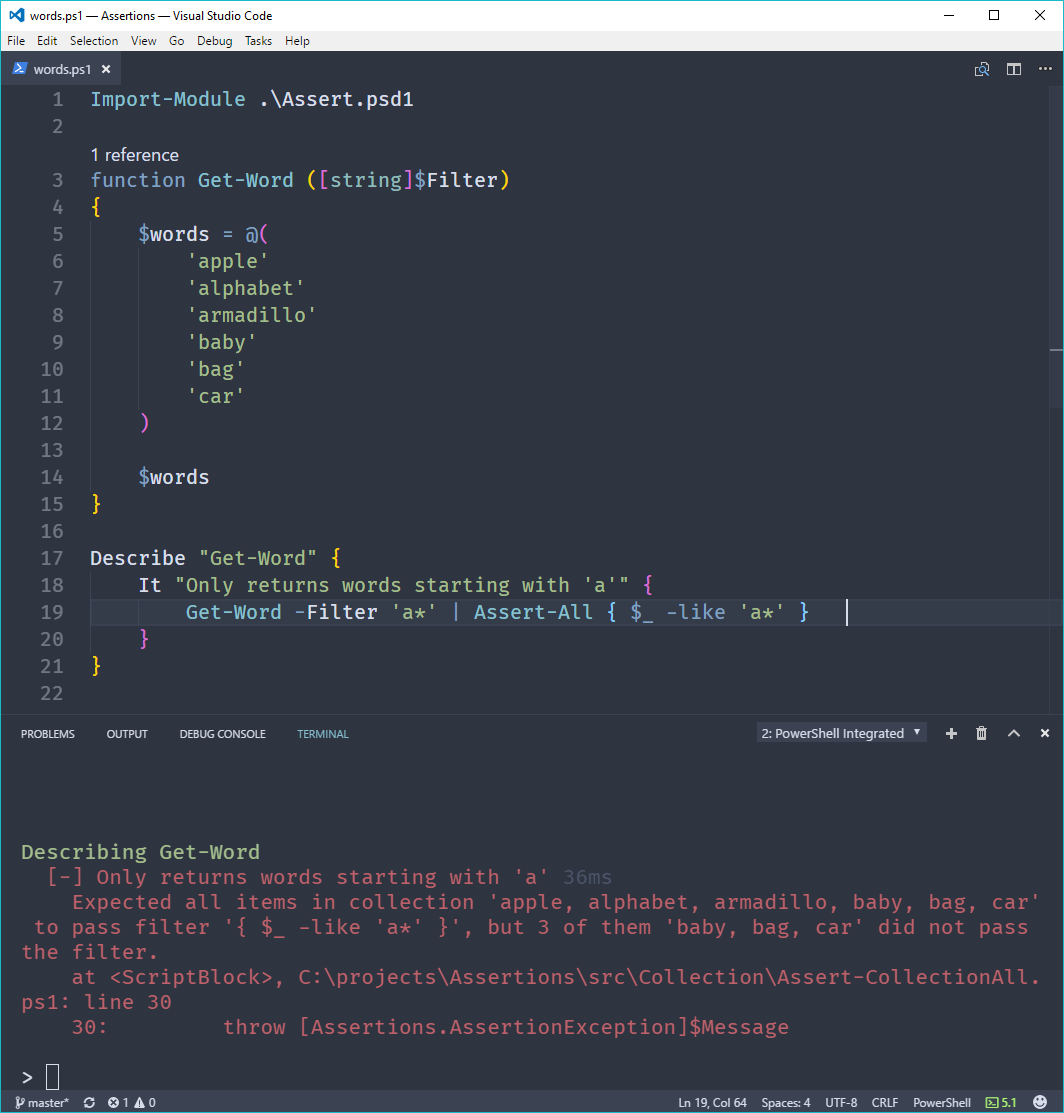 words.ps1 — Assertions — Visual Studio Code
File Edit Selection View Go Debug Tasks Help
words.ps1
1 Import-Module .\Assert.psd1
2
1 reference
3 function Get-Word ([string]$Filter)
4 {
5 $words = @(
6 'apple'
7 'alphabet'
8 'armadillo'
9 'baby'
10 'bag'
11 'car'
12 )
13
14 $words
15 }
16
17 Describe "Get-Word" {
18 It "Only returns words starting with 'a'" {
19 Get-Word -Filter 'a*' | Assert-All { $_ -like 'a*' }
20 }
21 }
22
PROBLEMS OUTPUT DEBUG CONSOLE TERMINAL 2: PowerShell Integrated
Describing Get-Word
[-] Only returns words starting with 'a' 36ms
Expected all items in collection 'apple, alphabet, armadillo, baby, bag, car'
to pass filter '{ $_ -like 'a*' }', but 3 of them 'baby, bag, car' did not pass
the filter.
at <ScriptBlock>, C:\projects\Assertions\src\Collection\Assert-CollectionAll.
ps1: line 30
30: throw [Assertions.AssertionException]$Message
>
master* 1 0 Ln 19, Col 64 Spaces: 4 UTF-8 CRLF PowerShell 5.1